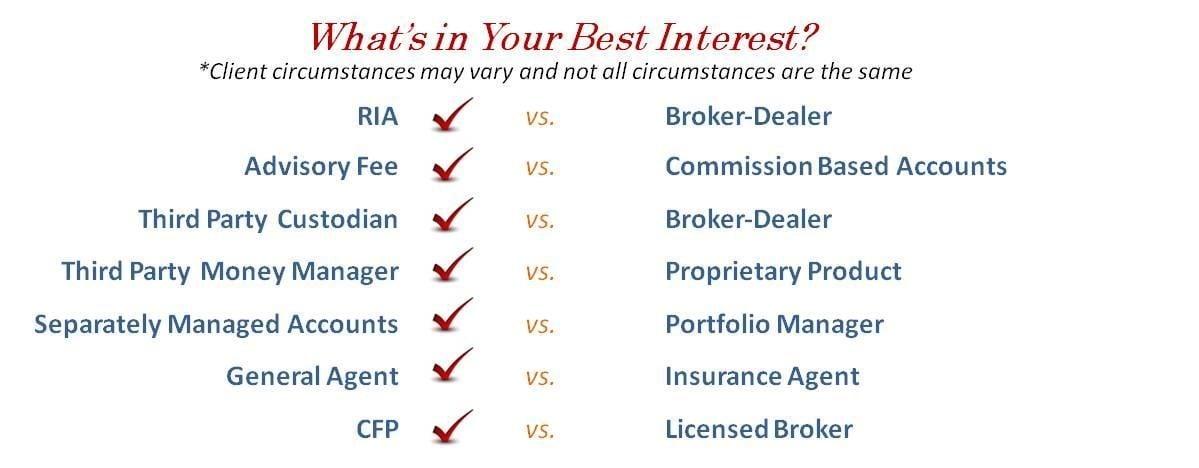 What's in Your Best Interest?
*Client circumstances may vary and not all circumstances are the same
RIA vs. Broker-Dealer
Advisory Fee vs. Commission Based Accounts
Third Party Custodian vs. Broker-Dealer
Third Party Money Manager vs. Proprietary Product
Separately Managed Accounts vs. Portfolio Manager
General Agent vs. Insurance Agent
CFP vs. Licensed Broker